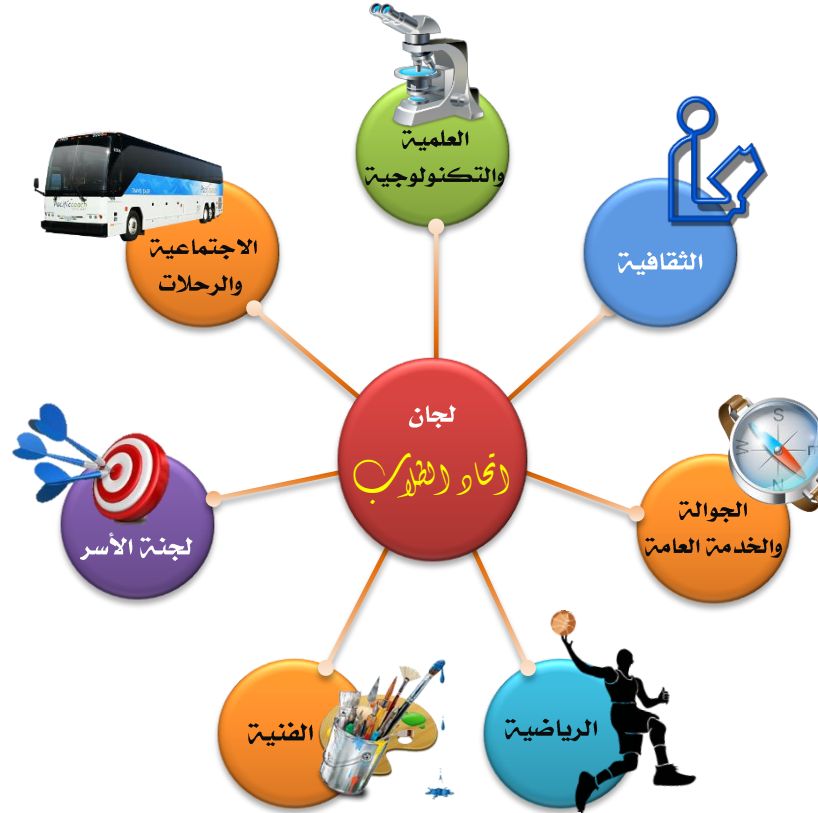 لجان
اتحاد الطلاب
العلمية
والتكنولوجية
الثقافية
الجوالة
والخدمة العامة
الرياضية
الفنية
لجنة الأسر
الاجتماعية
والرحلات
S
W
E
N